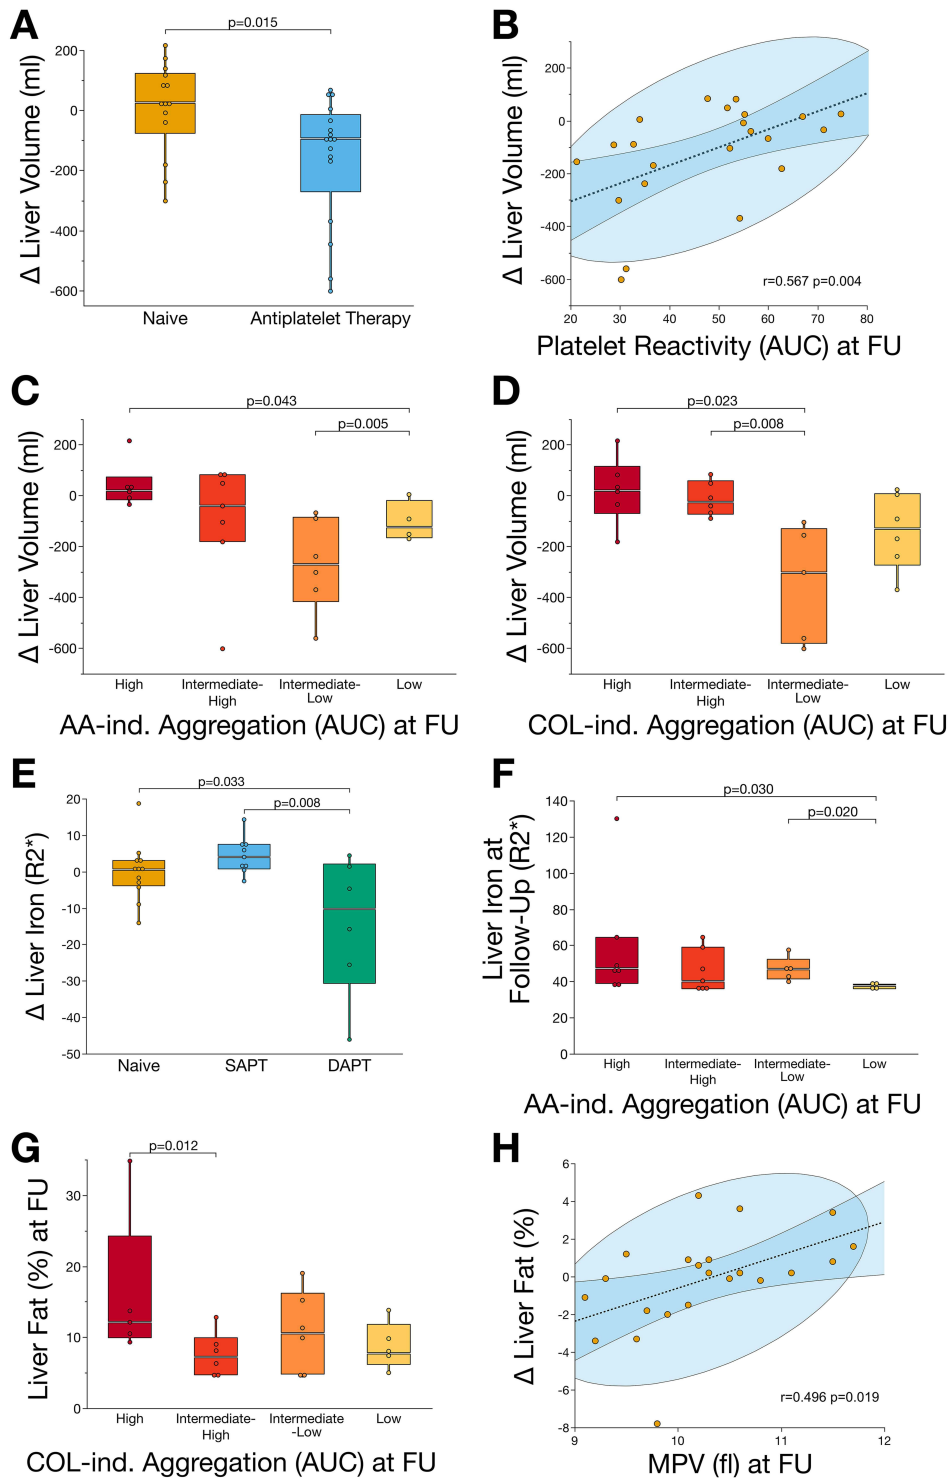 A
p=0.015
Δ Liver Volume (ml)
200
0
-200
-400
-600
Naive
Antiplatelet Therapy
B
Δ Liver Volume (ml)
200
0
-200
-400
-600
r=0.567 p=0.004
20
30
40
50
60
70
80
Platelet Reactivity (AUC) at FU
C
p=0.043
p=0.005
Δ Liver Volume (ml)
200
0
-200
-400
-600
High
Intermediate-
High
Intermediate-
Low
Low
AA-ind. Aggregation (AUC) at FU
D
p=0.023
p=0.008
Δ Liver Volume (ml)
200
0
-200
-400
-600
High
Intermediate-
High
Intermediate-
Low
Low
COL-ind. Aggregation (AUC) at FU
E
p=0.033
p=0.008
Δ Liver Iron (R2*)
20
10
0
-10
-20
-30
-40
-50
Naive
SAPT
DAPT
F
p=0.030
p=0.020
Liver Iron at
Follow-Up (R2*)
140
120
100
80
60
40
20
0
High
Intermediate-
High
Intermediate-
Low
Low
AA-ind. Aggregation (AUC) at FU
G
p=0.012
Liver Fat (%) at FU
30
20
10
0
High
Intermediate-
High
Intermediate
-Low
Low
COL-ind. Aggregation (AUC) at FU
H
Δ Liver Fat (%)
6
4
2
0
-2
-4
-6
-8
r=0.496 p=0.019
9
10
11
12
MPV (fl) at FU